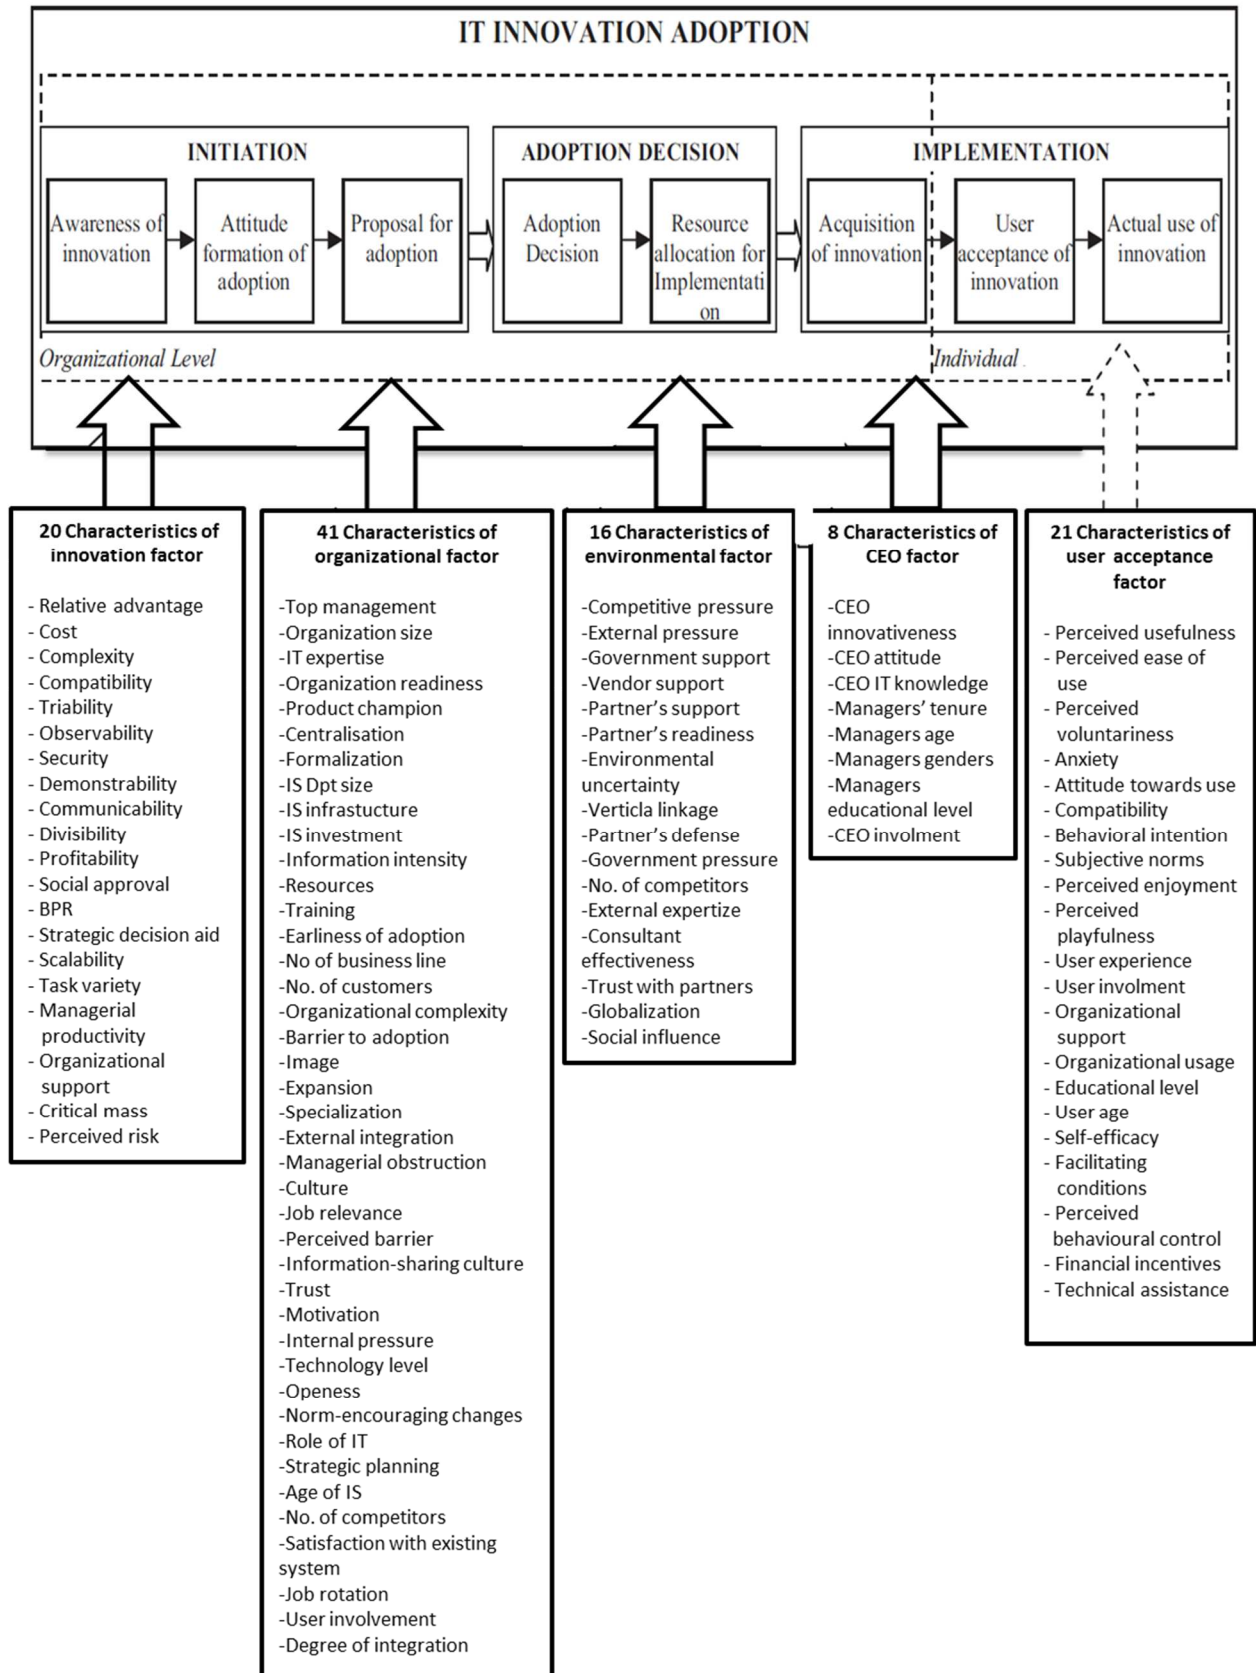 IT INNOVATION ADOPTION
INITIATION
Awareness of
innovation
Attitude
formation of
adoption
Proposal for
adoption
ADOPTION DECISION
Adoption
Decision
Resource
allocation for
Implementati
on
IMPLEMENTATION
Acquisition
of innovation
User
acceptance of
innovation
Actual use of
innovation
Organizational Level
Individual
20 Characteristics of
innovation factor
- Relative advantage
- Cost
- Complexity
- Compatibility
- Triability
- Observability
- Security
- Demonstrability
- Communicability
- Divisibility
- Profitability
- Social approval
- BPR
- Strategic decision aid
- Scalability
- Task variety
- Managerial
productivity
- Organizational
support
- Critical mass
- Perceived risk
41 Characteristics of
organizational factor
-Top management
-Organization size
-IT expertise
-Organization readiness
-Product champion
-Centralisation
-Formalization
-IS Dpt size
-IS infrastucture
-IS investment
-Information intensity
-Resources
-Training
-Earliness of adoption
-No of business line
-No. of customers
-Organizational complexity
-Barrier to adoption
-Image
-Expansion
-Specialization
-External integration
-Managerial obstruction
-Culture
-Job relevance
-Perceived barrier
-Information-sharing culture
-Trust
-Motivation
-Internal pressure
-Technology level
-Openess
-Norm-encouraging changes
-Role of IT
-Strategic planning
-Age of IS
-No. of competitors
-Satisfaction with existing
system
-Job rotation
-User involvement
-Degree of integration
16 Characteristics of
environmental factor
-Competitive pressure
-External pressure
-Government support
-Vendor support
-Partner's support
-Partner's readiness
-Environmental
uncertainty
-Verticla linkage
-Partner's defense
-Government pressure
-No. of competitors
-External expertize
-Consultant
effectiveness
-Trust with partners
-Globalization
-Social influence
8 Characteristics of
CEO factor
-CEO
innovativeness
-CEO attitude
-CEO IT knowledge
-Managers' tenure
-Managers age
-Managers genders
-Managers
educational level
-CEO involment
21 Characteristics of
user acceptance
factor
- Perceived usefulness
- Perceived ease of
use
- Perceived
voluntariness
- Anxiety
- Attitude towards use
- Compatibility
- Behavioral intention
- Subjective norms
- Perceived enjoyment
- Perceived
playfulness
- User experience
- User involment
- Organizational
support
- Organizational usage
- Educational level
- User age
- Self-efficacy
- Facilitating
conditions
- Perceived
behavioural control
- Financial incentives
- Technical assistance